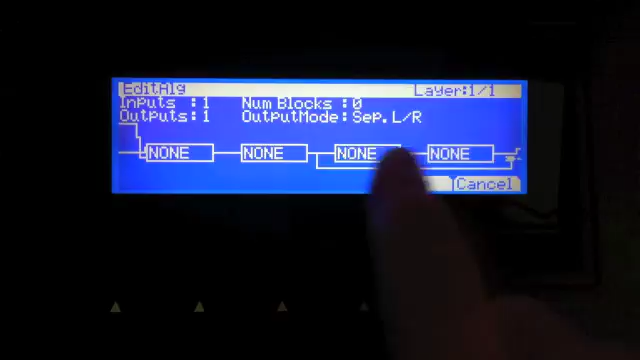 EditAlg Layer:1/1
Inputs :1 Num Blocks :0
Outputs:1 OutputMode:Sep.L/R
NONE NONE NONE NONE
Cancel